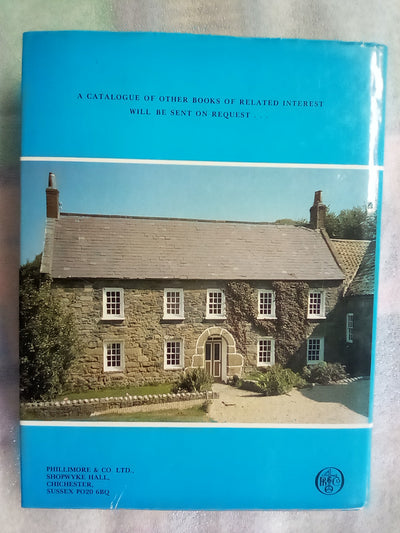 A CATALOGUE OF OTHER BOOKS OF RELATED INTEREST
WILL BE SENT ON REQUEST . . .
PHILLIMORE & CO. LTD.,
SHOPWYKE HALL,
CHICHESTER,
SUSSEX PO20 6BQ